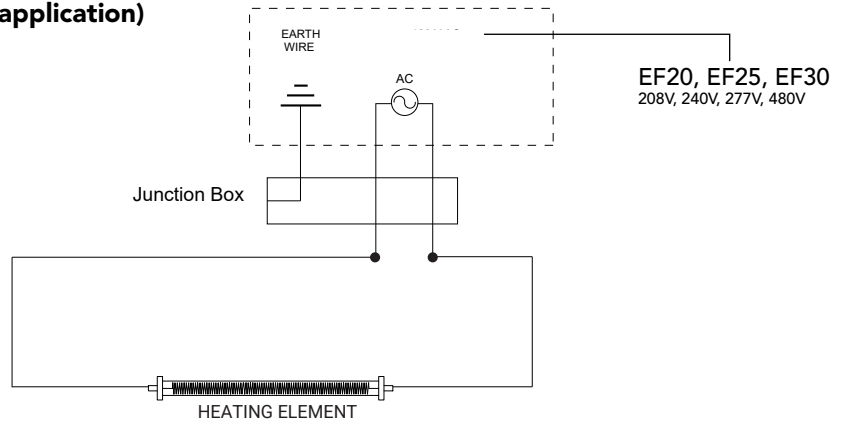 application)
EARTH
WIRE
AC
EF20, EF25, EF30
208V, 240V, 277V, 480V
Junction Box
HEATING ELEMENT